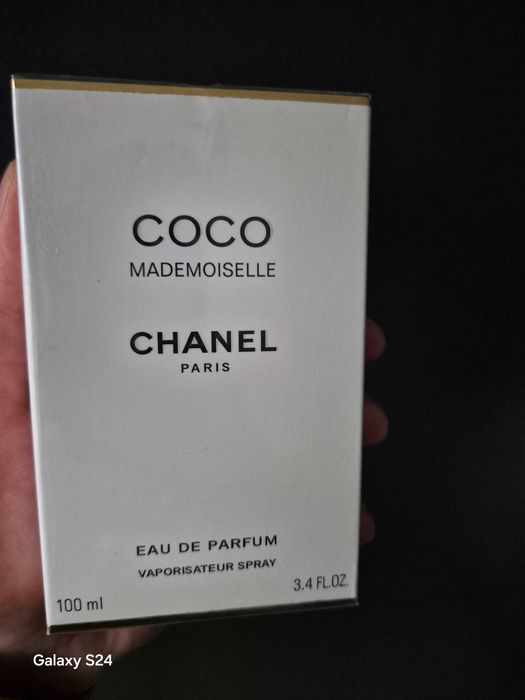 COCO
MADEMOISELLE
CHANEL
PARIS
EAU DE PARFUM
VAPORISATEUR SPRAY
100 ml 3.4 FL.OZ.
Galaxy S24